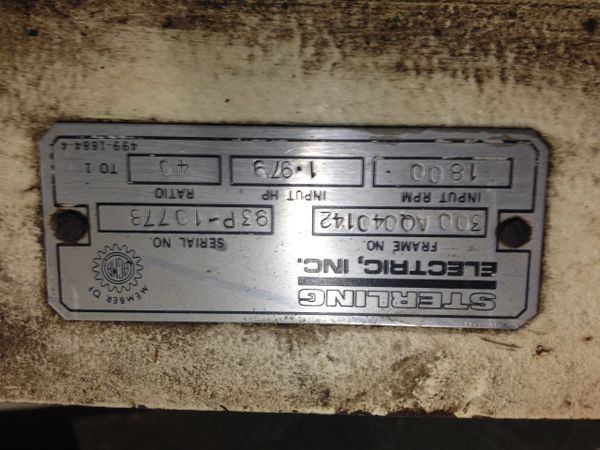 STERLING
ELECTRIC, INC.
MEMBER OF
AGMA
FRAME NO. SERIAL NO.
300AQ040142 93P-10773
INPUT RPM INPUT HP RATIO
1800 1.979 40 TO 1
499-1884-4